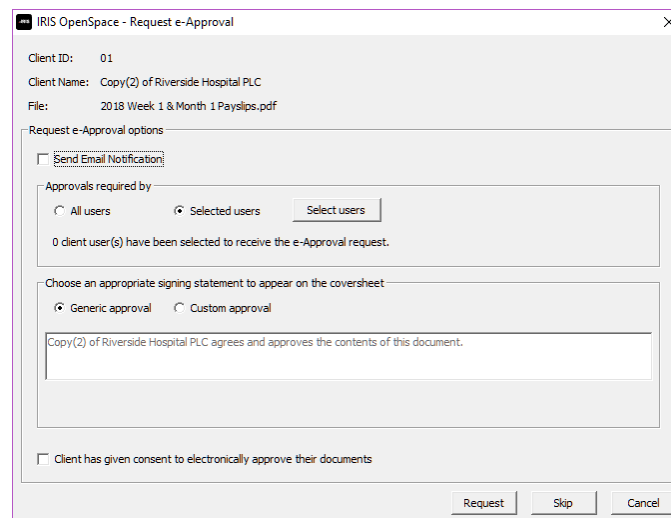 IRIS OpenSpace - Request e-Approval
Client ID: 01
Client Name: Copy(2) of Riverside Hospital PLC
File: 2018 Week 1 & Month 1 Payslips.pdf
Request e-Approval options
Send Email Notification
Approvals required by
All users Selected users Select users
0 client user(s) have been selected to receive the e-Approval request.
Choose an appropriate signing statement to appear on the coversheet
Generic approval Custom approval
Copy(2) of Riverside Hospital PLC agrees and approves the contents of this document.
Client has given consent to electronically approve their documents
Request Skip Cancel